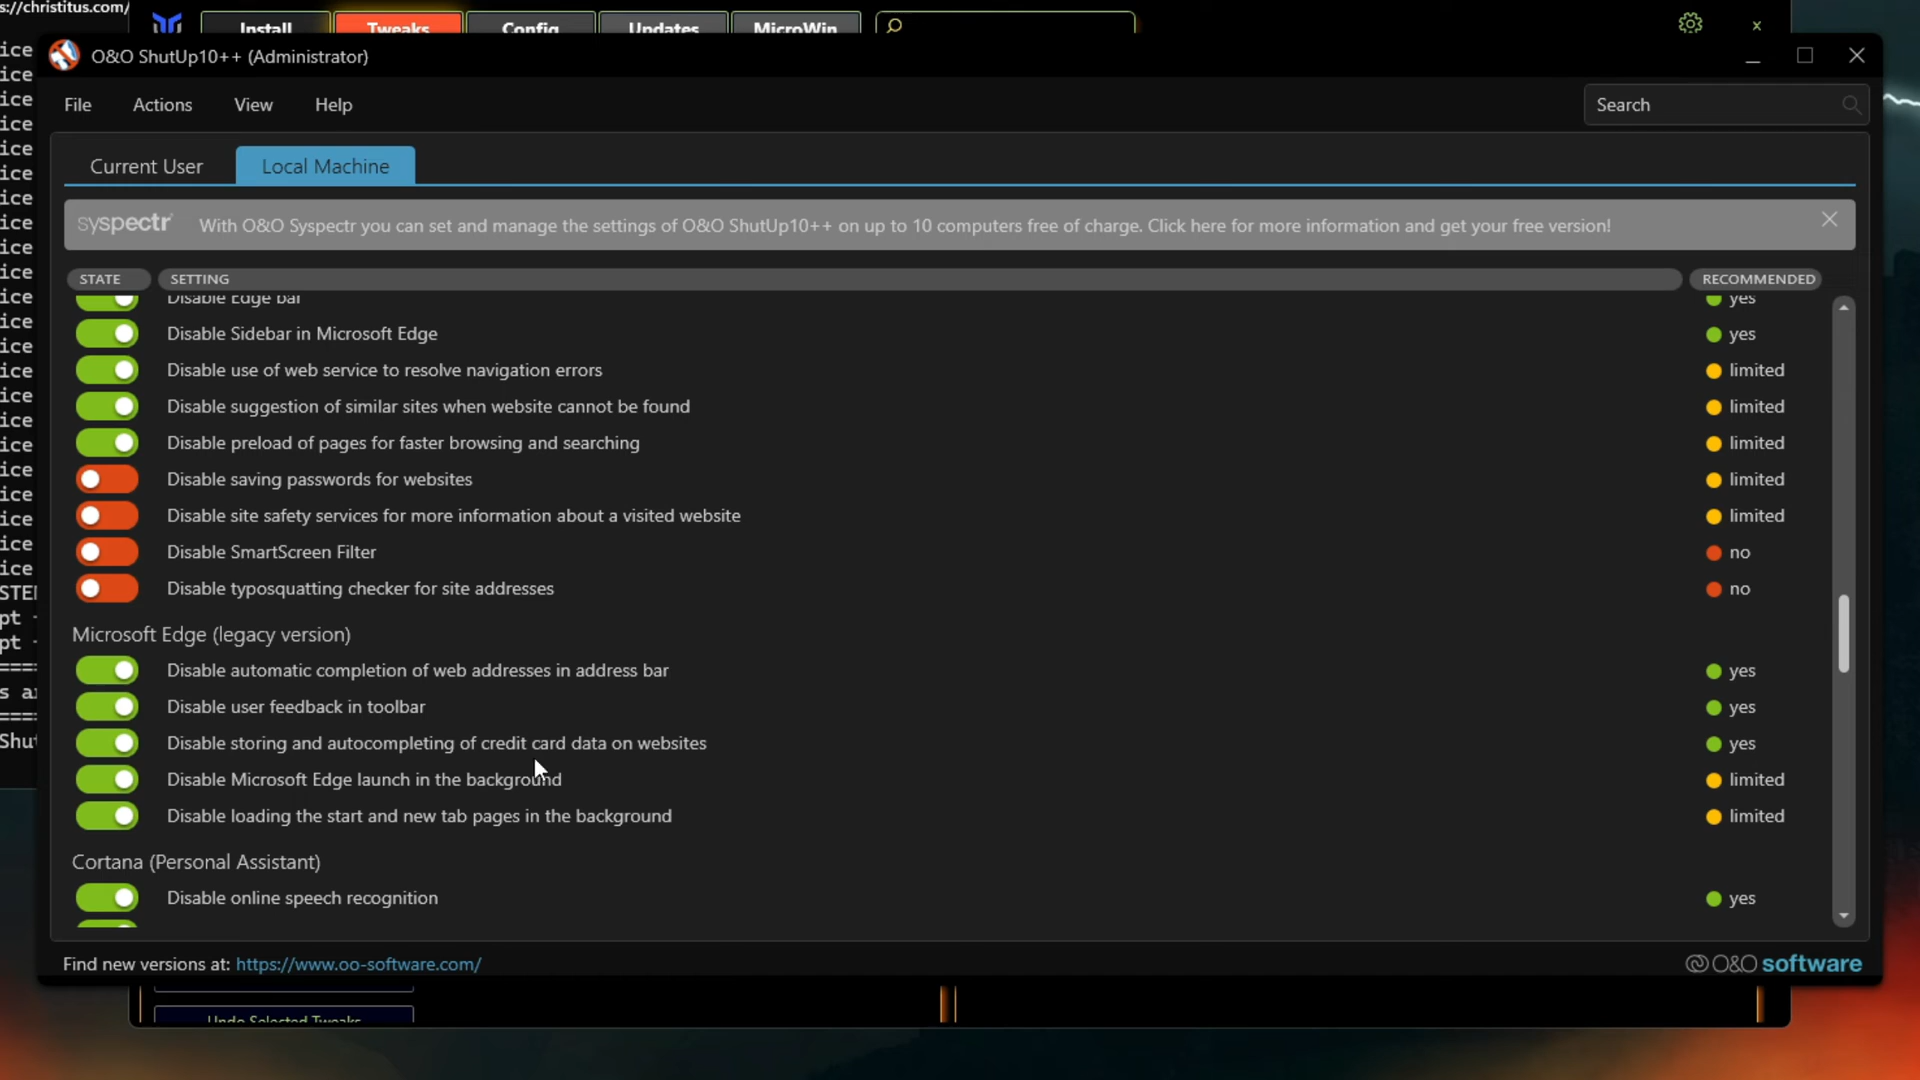 s://christitus.com/
Install
Tweaks
Config
Updates
MicroWin
O&O ShutUp10++ (Administrator)
File
Actions
View
Help
Search
Current User
Local Machine
syspectr
With O&O Syspectr you can set and manage the settings of O&O ShutUp10++ on up to 10 computers free of charge. Click here for more information and get your free version!
STATE
SETTING
RECOMMENDED
Disable Edge bar
yes
Disable Sidebar in Microsoft Edge
yes
Disable use of web service to resolve navigation errors
limited
Disable suggestion of similar sites when website cannot be found
limited
Disable preload of pages for faster browsing and searching
limited
Disable saving passwords for websites
limited
Disable site safety services for more information about a visited website
limited
Disable SmartScreen Filter
no
Disable typosquatting checker for site addresses
no
Microsoft Edge (legacy version)
Disable automatic completion of web addresses in address bar
yes
Disable user feedback in toolbar
yes
Disable storing and autocompleting of credit card data on websites
yes
Disable Microsoft Edge launch in the background
limited
Disable loading the start and new tab pages in the background
limited
Cortana (Personal Assistant)
Disable online speech recognition
yes
Find new versions at: https://www.oo-software.com/
O&O software
Undo Selected Tweaks